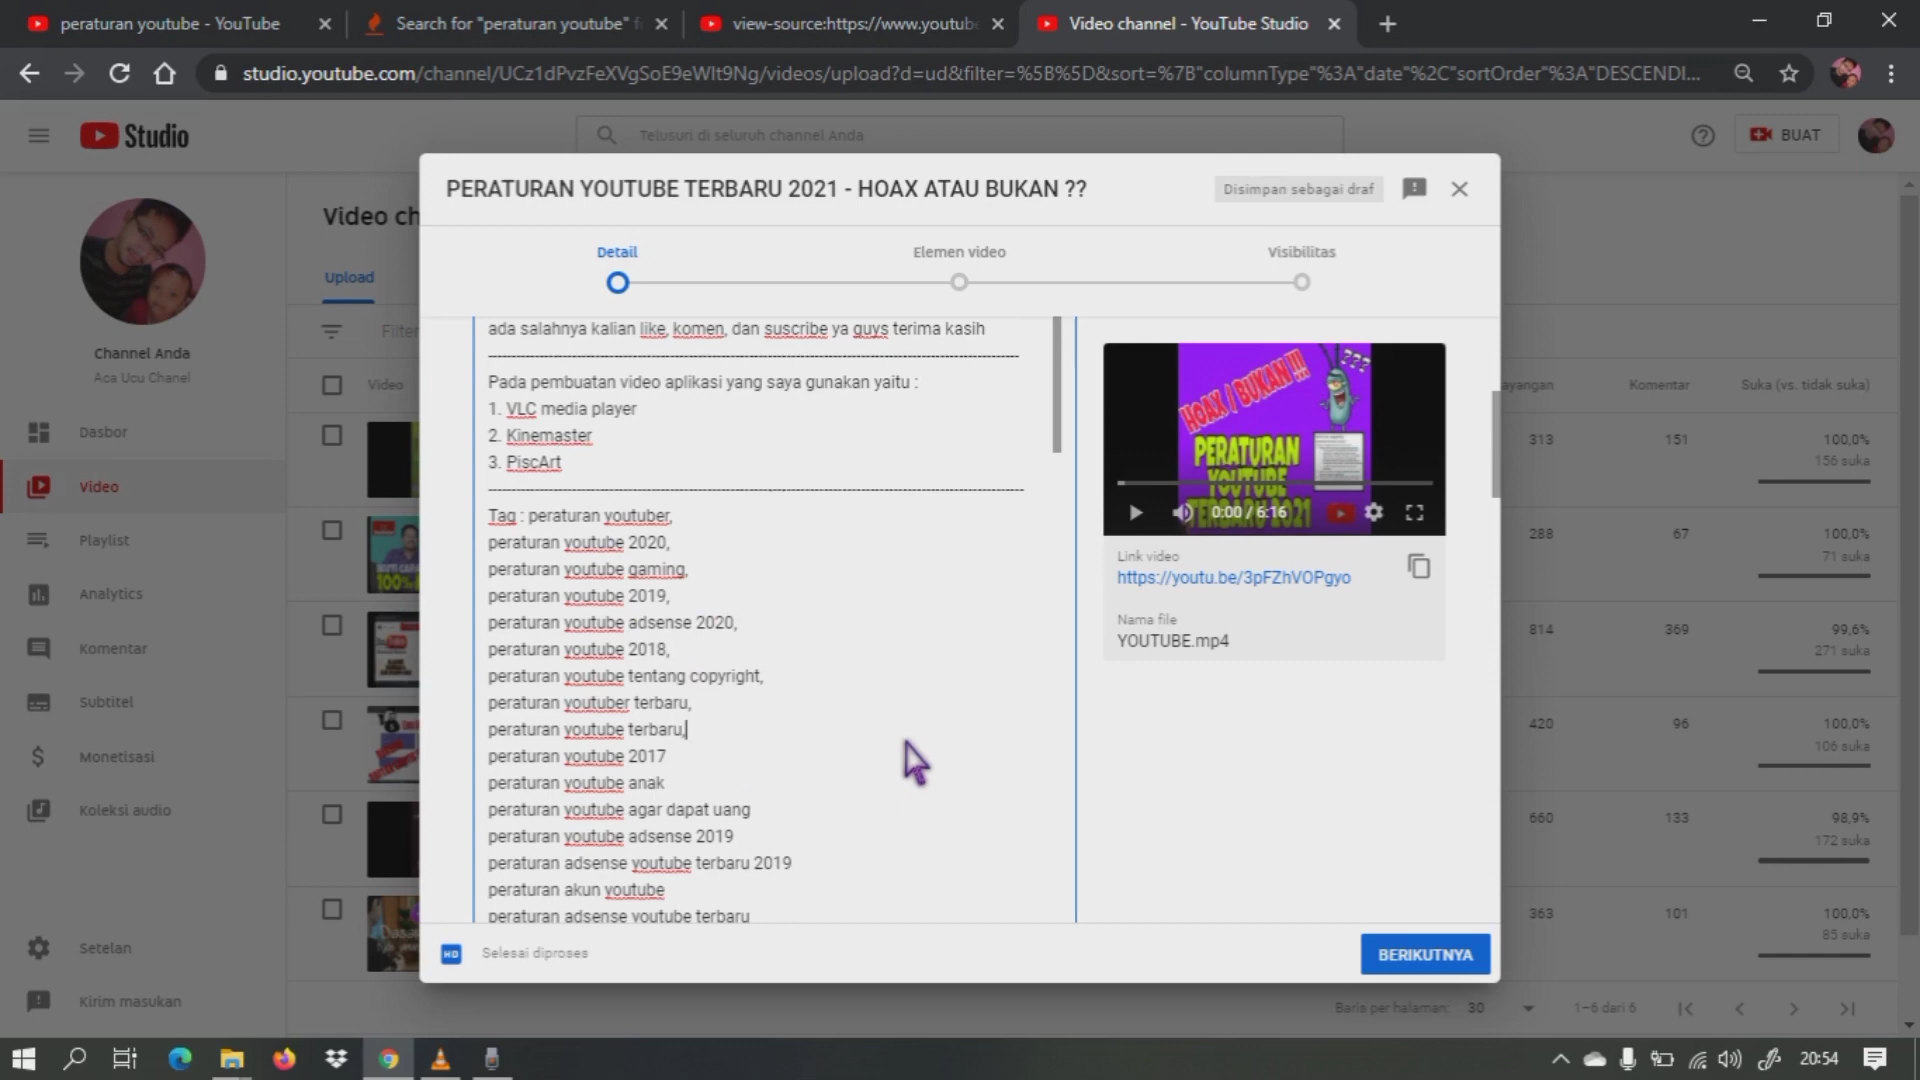 peraturan youtube - YouTube
Search for "peraturan youtube" f
view-source:https://www.youtube
Video channel - YouTube Studio
studio.youtube.com/channel/UCz1dPvzFeXVgSoE9eWIt9Ng/videos/upload?d=ud&filter=%5B%5D&sort=%7B"columnType"%3A"date"%2C"sortOrder"%3A"DESCENDI...
Studio
Telusuri di seluruh channel Anda
BUAT
PERATURAN YOUTUBE TERBARU 2021 - HOAX ATAU BUKAN ??
Disimpan sebagai draf
Video ch
Detail
Elemen video
Visibilitas
Upload
Filter
Channel Anda
Aca Ucu Chanel
Video
ayangan
Komentar
Suka (vs. tidak suka)
Dasbor
Video
Playlist
Analytics
Komentar
Subtitel
Monetisasi
Koleksi audio
Setelan
Kirim masukan
ada salahnya kalian like, komen, dan suscribe ya guys terima kasih
Pada pembuatan video aplikasi yang saya gunakan yaitu :
1. VLC media player
2. Kinemaster
3. PiscArt
Tag : peraturan youtuber,
peraturan youtube 2020,
peraturan youtube gaming,
peraturan youtube 2019,
peraturan youtube adsense 2020,
peraturan youtube 2018,
peraturan youtube tentang copyright,
peraturan youtuber terbaru,
peraturan youtube terbaru,
peraturan youtube 2017
peraturan youtube anak
peraturan youtube agar dapat uang
peraturan youtube adsense 2019
peraturan adsense youtube terbaru 2019
peraturan akun youtube
peraturan adsense youtube terbaru
HOAX / BUKAN !!!
???
PERATURAN
YOUTUBE
TERBARU 2021
0:00 / 6:16
Link video
https://youtu.be/3pFZhVOPgyo
Nama file
YOUTUBE.mp4
313
151
100,0%
156 suka
288
67
100,0%
71 suka
814
369
99,6%
271 suka
420
96
100,0%
106 suka
660
133
98,9%
172 suka
363
101
100,0%
85 suka
HD
Selesai diproses
BERIKUTNYA
Baris per halaman:
30
1–6 dari 6
20:54